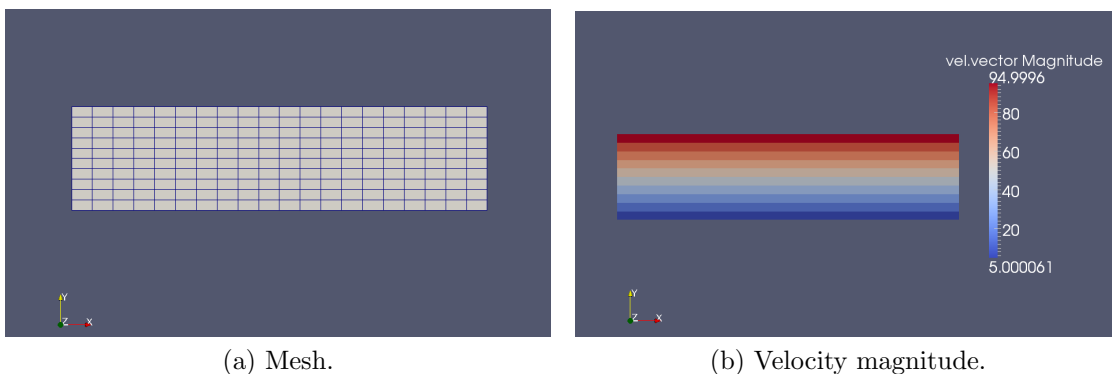 vel.vector Magnitude
94.9996
80
60
40
20
5.000061
Y
Z X
Y
Z X
(a) Mesh.
(b) Velocity magnitude.